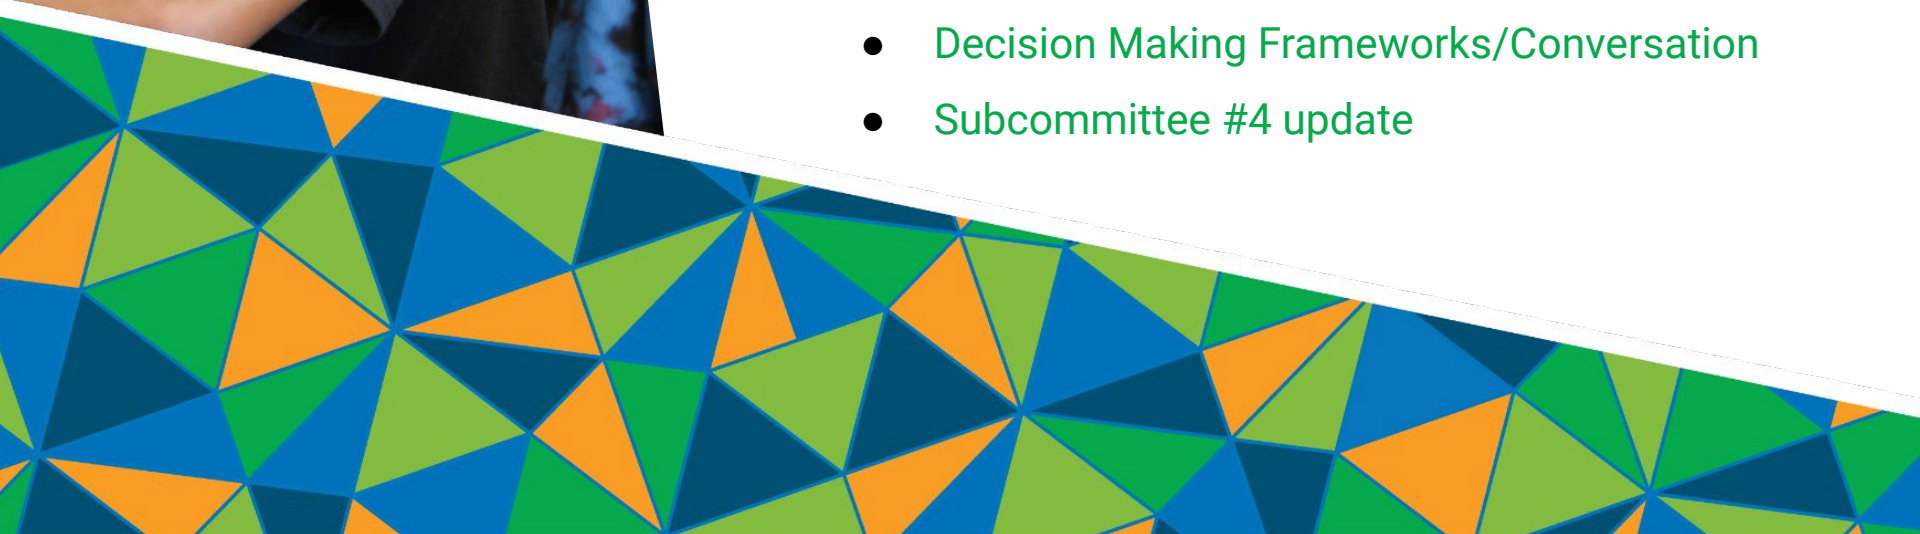 ● Decision Making Frameworks/Conversation
● Subcommittee #4 update